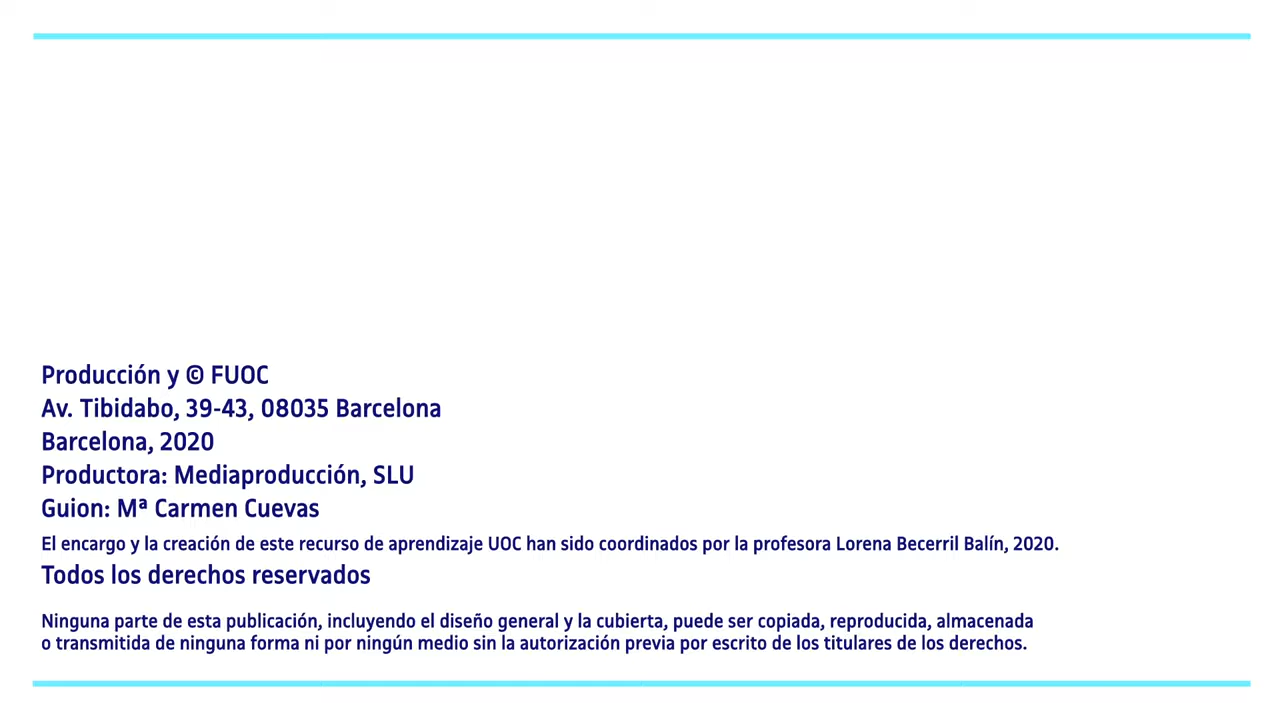 Producción y © FUOC
Av. Tibidabo, 39-43, 08035 Barcelona
Barcelona, 2020
Productora: Mediaproducción, SLU
Guion: Mª Carmen Cuevas
El encargo y la creación de este recurso de aprendizaje UOC han sido coordinados por la profesora Lorena Becerril Balín, 2020.
Todos los derechos reservados
Ninguna parte de esta publicación, incluyendo el diseño general y la cubierta, puede ser copiada, reproducida, almacenada
o transmitida de ninguna forma ni por ningún medio sin la autorización previa por escrito de los titulares de los derechos.